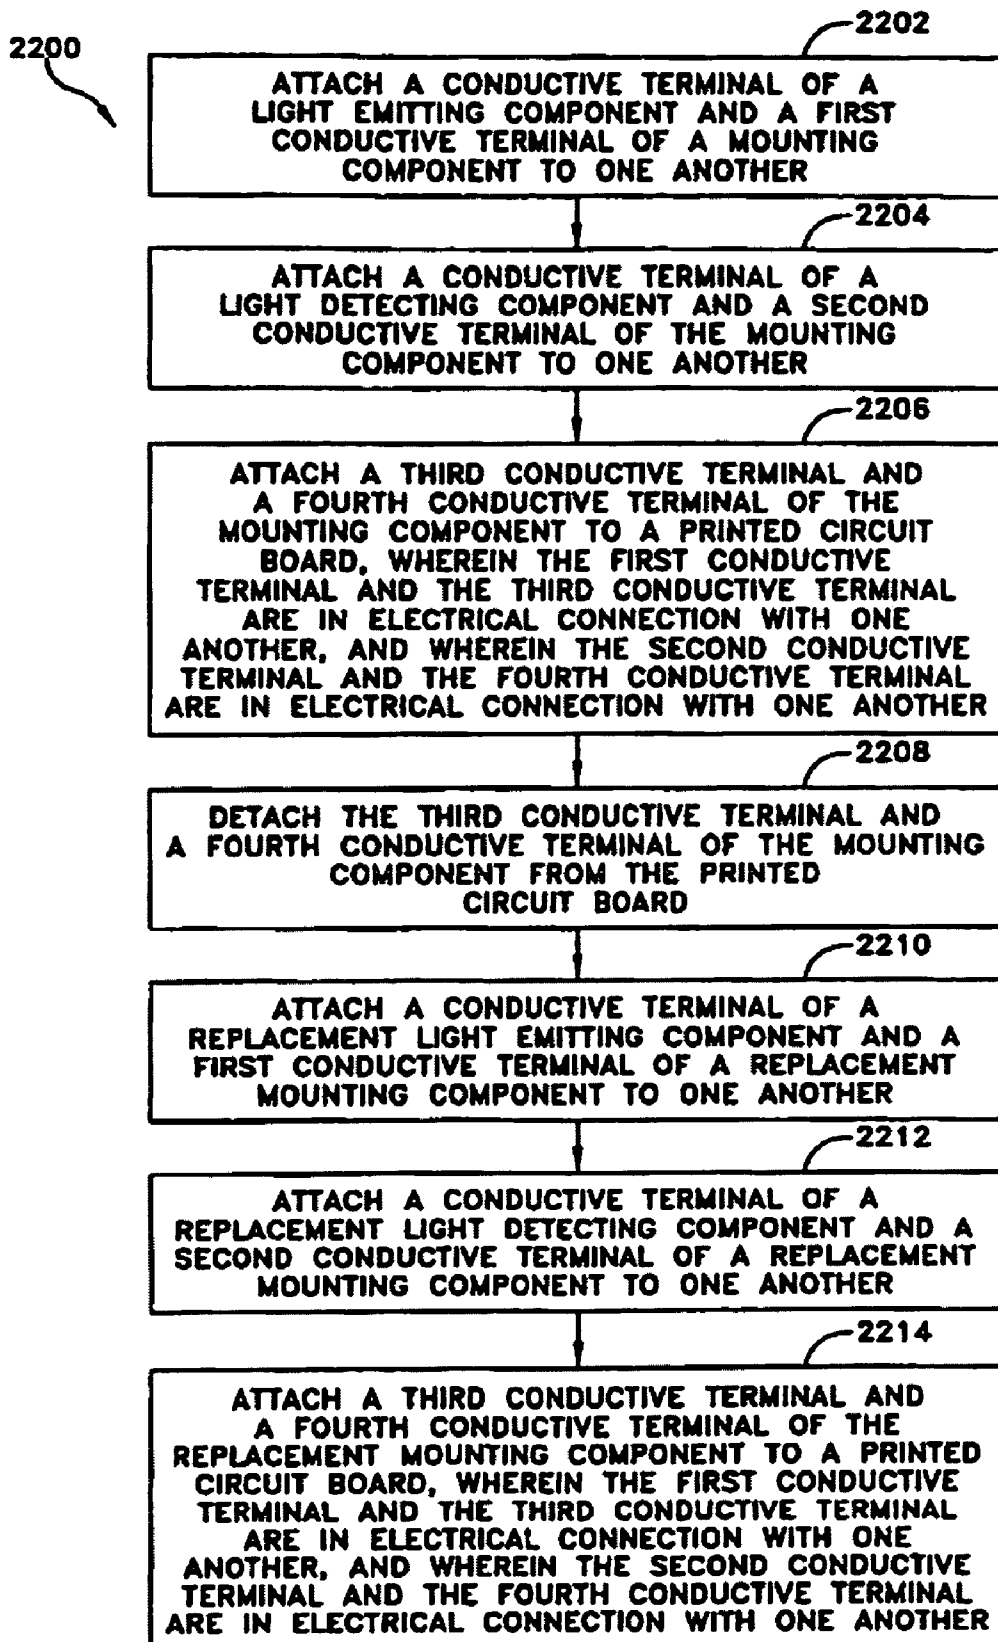 2200
2202
ATTACH A CONDUCTIVE TERMINAL OF A
LIGHT EMITTING COMPONENT AND A FIRST
CONDUCTIVE TERMINAL OF A MOUNTING
COMPONENT TO ONE ANOTHER
2204
ATTACH A CONDUCTIVE TERMINAL OF A
LIGHT DETECTING COMPONENT AND A SECOND
CONDUCTIVE TERMINAL OF THE MOUNTING
COMPONENT TO ONE ANOTHER
2206
ATTACH A THIRD CONDUCTIVE TERMINAL AND
A FOURTH CONDUCTIVE TERMINAL OF THE
MOUNTING COMPONENT TO A PRINTED CIRCUIT
BOARD, WHEREIN THE FIRST CONDUCTIVE
TERMINAL AND THE THIRD CONDUCTIVE TERMINAL
ARE IN ELECTRICAL CONNECTION WITH ONE
ANOTHER, AND WHEREIN THE SECOND CONDUCTIVE
TERMINAL AND THE FOURTH CONDUCTIVE TERMINAL
ARE IN ELECTRICAL CONNECTION WITH ONE ANOTHER
2208
DETACH THE THIRD CONDUCTIVE TERMINAL AND
A FOURTH CONDUCTIVE TERMINAL OF THE MOUNTING
COMPONENT FROM THE PRINTED
CIRCUIT BOARD
2210
ATTACH A CONDUCTIVE TERMINAL OF A
REPLACEMENT LIGHT EMITTING COMPONENT AND A
FIRST CONDUCTIVE TERMINAL OF A REPLACEMENT
MOUNTING COMPONENT TO ONE ANOTHER
2212
ATTACH A CONDUCTIVE TERMINAL OF A
REPLACEMENT LIGHT DETECTING COMPONENT AND A
SECOND CONDUCTIVE TERMINAL OF A REPLACEMENT
MOUNTING COMPONENT TO ONE ANOTHER
2214
ATTACH A THIRD CONDUCTIVE TERMINAL AND
A FOURTH CONDUCTIVE TERMINAL OF THE
REPLACEMENT MOUNTING COMPONENT TO A PRINTED
CIRCUIT BOARD, WHEREIN THE FIRST CONDUCTIVE
TERMINAL AND THE THIRD CONDUCTIVE TERMINAL
ARE IN ELECTRICAL CONNECTION WITH ONE
ANOTHER, AND WHEREIN THE SECOND CONDUCTIVE
TERMINAL AND THE FOURTH CONDUCTIVE TERMINAL
ARE IN ELECTRICAL CONNECTION WITH ONE ANOTHER